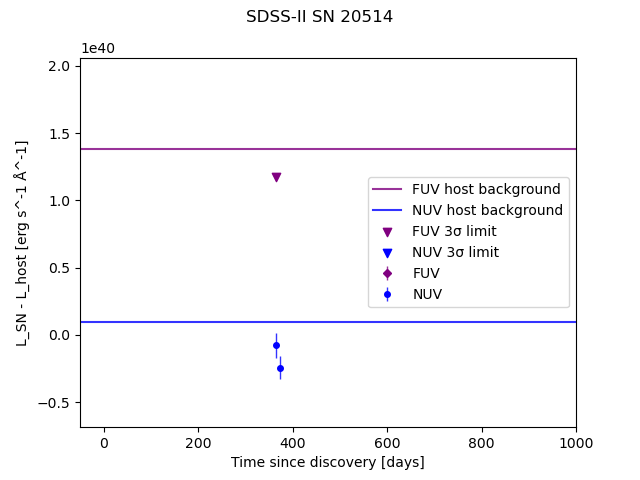 SDSS-II SN 20514
1e40
2.0
1.5
1.0
0.5
0.0
−0.5
L_SN - L_host [erg s^-1 Å^-1]
FUV host background
NUV host background
FUV 3σ limit
NUV 3σ limit
FUV
NUV
0 200 400 600 800 1000
Time since discovery [days]